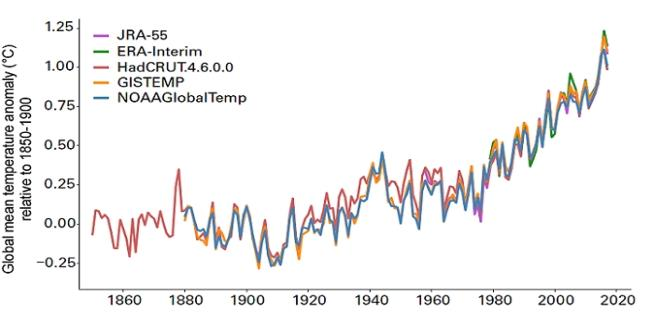 Global mean temperature anomaly (°C)
relative to 1850-1900
1.25
1.00
0.75
0.50
0.25
0.00
−0.25
JRA-55
ERA-Interim
HadCRUT.4.6.0.0
GISTEMP
NOAAGlobalTemp
1860 1880 1900 1920 1940 1960 1980 2000 2020